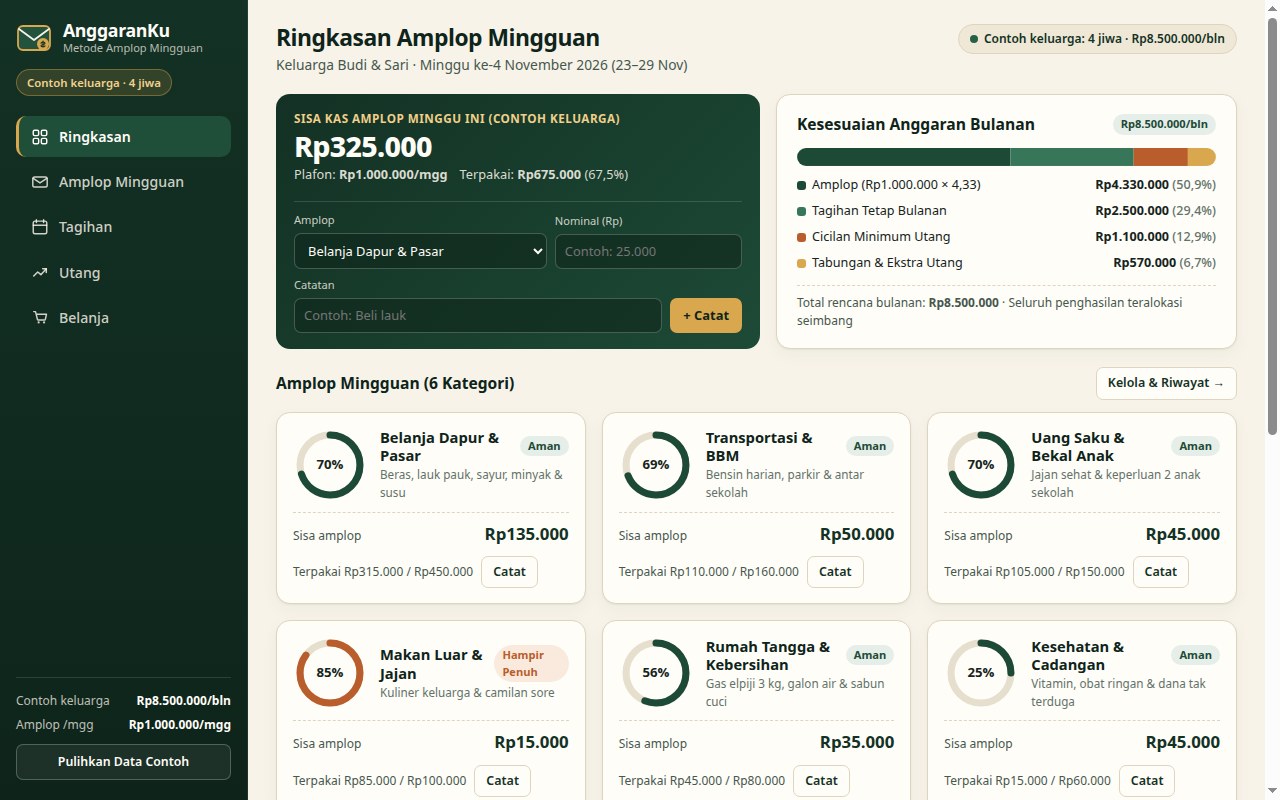 AnggaranKu
Metode Amplop Mingguan
Contoh keluarga · 4 jiwa
Ringkasan
Amplop Mingguan
Tagihan
Utang
Belanja
Contoh keluarga Rp8.500.000/bln
Amplop /mgg Rp1.000.000/mgg
Pulihkan Data Contoh
Ringkasan Amplop Mingguan
Keluarga Budi & Sari · Minggu ke-4 November 2026 (23–29 Nov)
Contoh keluarga: 4 jiwa · Rp8.500.000/bln
SISA KAS AMPLOP MINGGU INI (CONTOH KELUARGA)
Rp325.000
Plafon: Rp1.000.000/mgg Terpakai: Rp675.000 (67,5%)
Amplop
Nominal (Rp)
Belanja Dapur & Pasar
Contoh: 25.000
Catatan
Contoh: Beli lauk
+ Catat
Kesesuaian Anggaran Bulanan
Rp8.500.000/bln
Amplop (Rp1.000.000 × 4,33) Rp4.330.000 (50,9%)
Tagihan Tetap Bulanan Rp2.500.000 (29,4%)
Cicilan Minimum Utang Rp1.100.000 (12,9%)
Tabungan & Ekstra Utang Rp570.000 (6,7%)
Total rencana bulanan: Rp8.500.000 · Seluruh penghasilan teralokasi
seimbang
Amplop Mingguan (6 Kategori)
Kelola & Riwayat →
70%
Belanja Dapur &
Pasar
Aman
Beras, lauk pauk, sayur, minyak &
susu
Sisa amplop Rp135.000
Terpakai Rp315.000 / Rp450.000 Catat
69%
Transportasi &
BBM
Aman
Bensin harian, parkir & antar
sekolah
Sisa amplop Rp50.000
Terpakai Rp110.000 / Rp160.000 Catat
70%
Uang Saku &
Bekal Anak
Aman
Jajan sehat & keperluan 2 anak
sekolah
Sisa amplop Rp45.000
Terpakai Rp105.000 / Rp150.000 Catat
85%
Makan Luar &
Jajan
Hampir
Penuh
Kuliner keluarga & camilan sore
Sisa amplop Rp15.000
Terpakai Rp85.000 / Rp100.000 Catat
56%
Rumah Tangga &
Kebersihan
Aman
Gas elpiji 3 kg, galon air & sabun
cuci
Sisa amplop Rp35.000
Terpakai Rp45.000 / Rp80.000 Catat
25%
Kesehatan &
Cadangan
Aman
Vitamin, obat ringan & dana tak
terduga
Sisa amplop Rp45.000
Terpakai Rp15.000 / Rp60.000 Catat